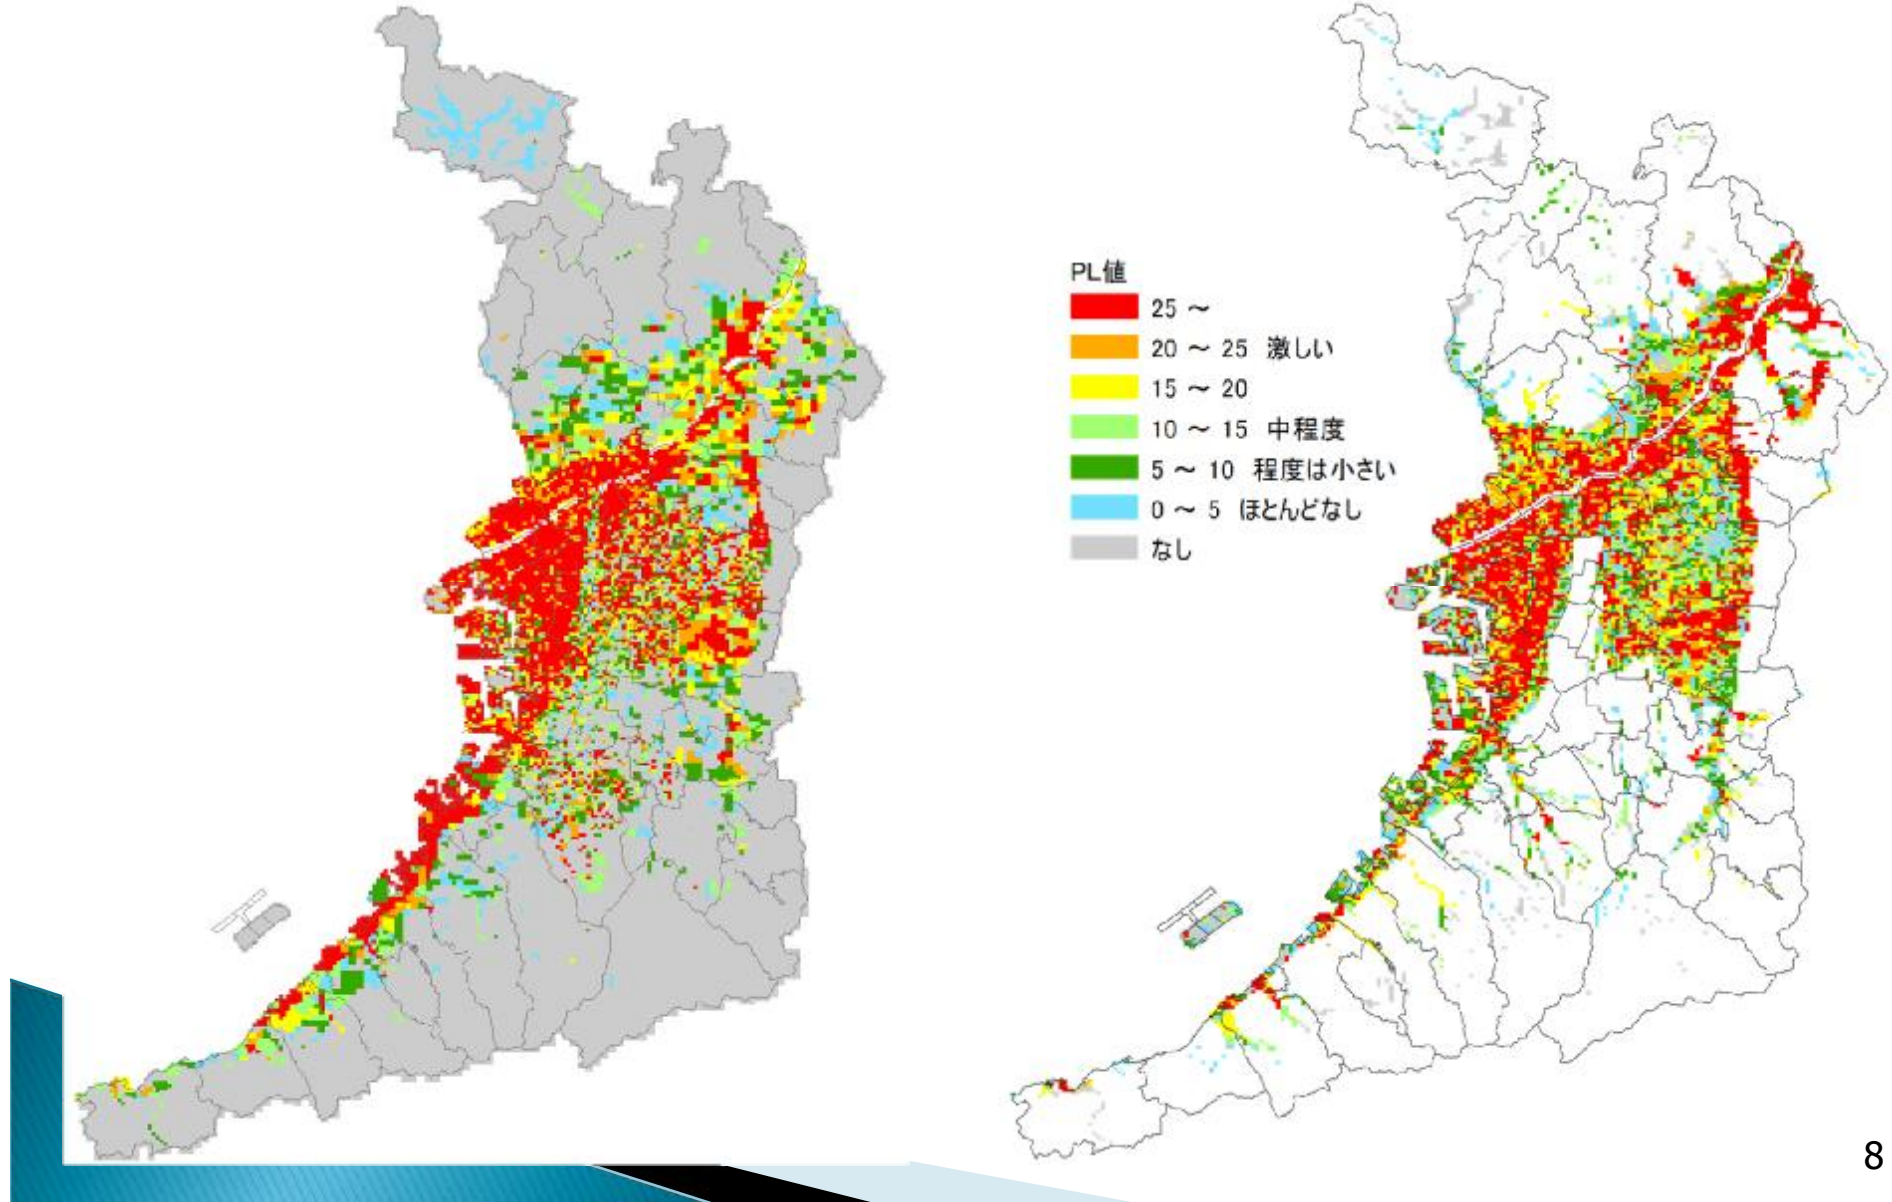 PL値
25 ～
20 ～ 25 激しい
15 ～ 20
10 ～ 15 中程度
5 ～ 10 程度は小さい
0 ～ 5 ほとんどなし
なし
8